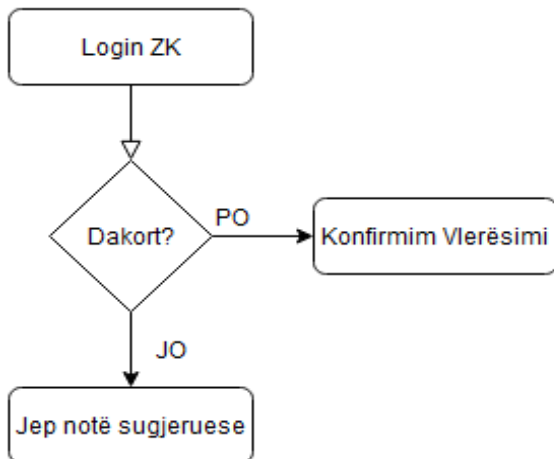 Login ZK
Dakort?
PO
Konfirmim Vlerësimi
JO
Jep notë sugjeruese